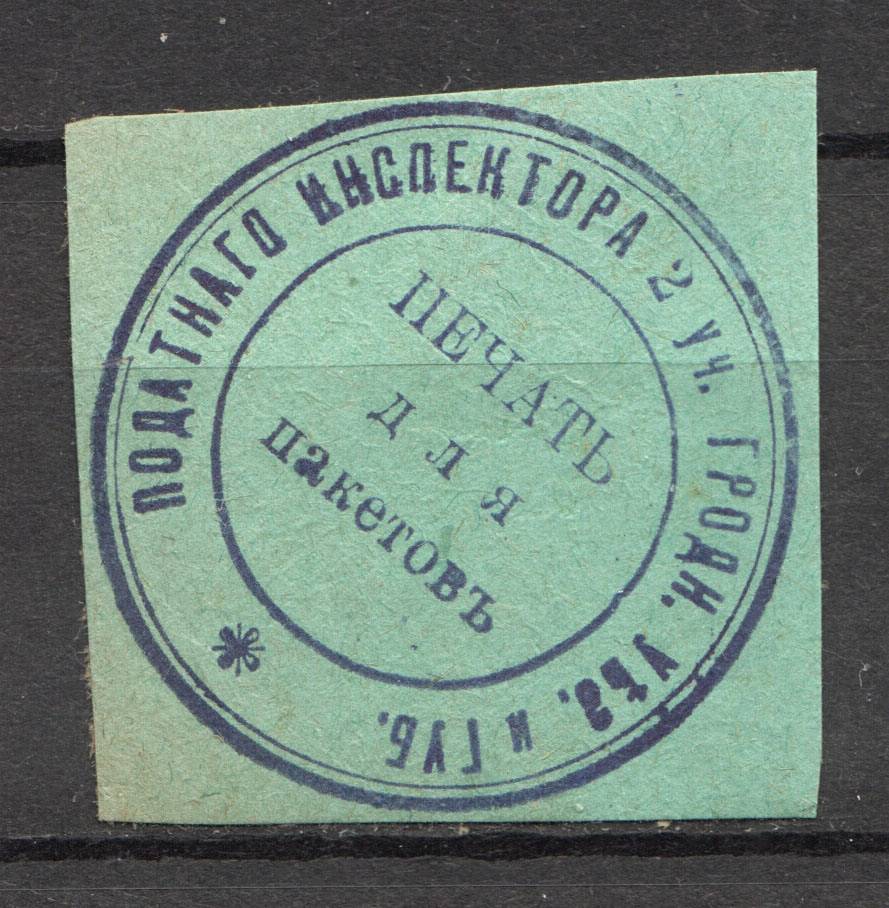 ПОДАТНАГО ИНСПЕКТОРА 2 УЧ. ГРОДН. УѢЗ. И ГУБ.
ПЕЧАТЬ
для
пакетовъ